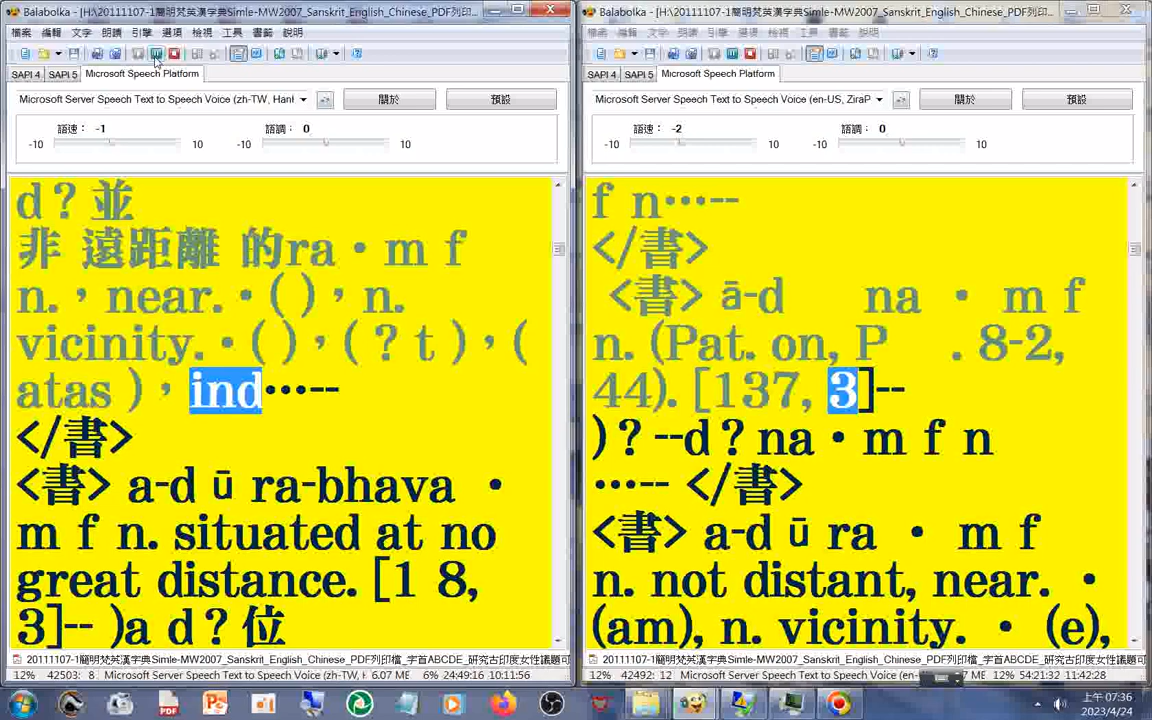 Balabolka - [H:\20111107-1簡明梵英漢字典Simle-MW2007_Sanskrit_English_Chinese_PDF列印...
檔案 編輯 文字 朗讀 引擎 選項 檢視 工具 書籤 說明
SAPI 4 SAPI 5 Microsoft Speech Platform
Microsoft Server Speech Text to Speech Voice (zh-TW, HanH
關於 預設
語速： -1 語調： 0
-10 10 -10 10
d？並
非 遠距離 的ra・m f
n.，near.・( )，n.
vicinity.・( )，(？t )，(
atas )，ind…--
</書>
<書> a-d ū ra-bhava ・
m f n. situated at no
great distance. [1 8,
3]-- )a d？位
20111107-1簡明梵英漢字典Simle-MW2007_Sanskrit_English_Chinese_PDF列印檔_字首ABCDE_研究古印度女性議題可
12% 42503: 8 Microsoft Server Speech Text to Speech Voice (zh-TW, H 6.07 ME 6% 24:49:16 10:11:56
Balabolka - [H:\20111107-1簡明梵英漢字典Simle-MW2007_Sanskrit_English_Chinese_PDF列印...
檔案 編輯 文字 朗讀 引擎 選項 檢視 工具 書籤 說明
SAPI 4 SAPI 5 Microsoft Speech Platform
Microsoft Server Speech Text to Speech Voice (en-US, ZiraP
關於 預設
語速： -2 語調： 0
-10 10 -10 10
f n…--
</書>
<書> ā-d na ・ m f
n. (Pat. on, P . 8-2,
44). [137, 3]--
)？--d？na・m f n
…-- </書>
<書> a-d ū ra ・ m f
n. not distant, near. ・
(am), n. vicinity. ・ (e),
20111107-1簡明梵英漢字典Simle-MW2007_Sanskrit_English_Chinese_PDF列印檔_字首ABCDE_研究古印度女性議題可
12% 42492: 12 Microsoft Server Speech Text to Speech Voice (en-us 12% 54:21:32 11:42:28
上午 07:36
2023/4/24